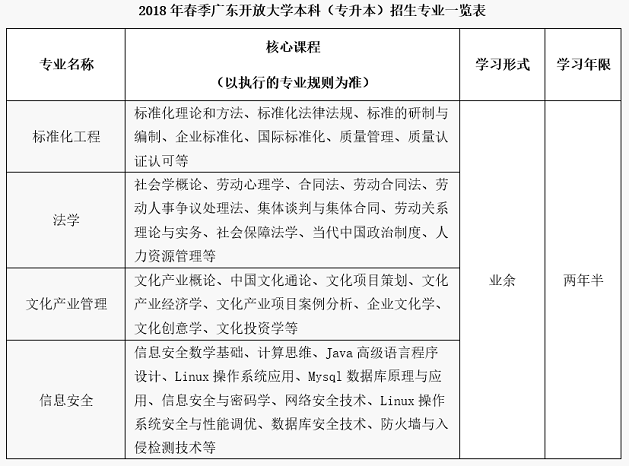 2018 年春季广东开放大学本科（专升本）招生专业一览表
专业名称
核心课程
（以执行的专业规则为准）
学习形式
学习年限
标准化工程
标准化理论和方法、标准化法律法规、标准的研制与
编制、企业标准化、国际标准化、质量管理、质量认
证认可等
法学
社会学概论、劳动心理学、合同法、劳动合同法、劳
动人事争议处理法、集体谈判与集体合同、劳动关系
理论与实务、社会保障法学、当代中国政治制度、人
力资源管理等
文化产业管理
文化产业概论、中国文化通论、文化项目策划、文化
产业经济学、文化产业项目案例分析、企业文化学、
文化创意学、文化投资学等
信息安全
信息安全数学基础、计算思维、Java 高级语言程序
设计、Linux 操作系统应用、Mysql 数据库原理与应
用、信息安全与密码学、网络安全技术、Linux 操作
系统安全与性能调优、数据库安全技术、防火墙与入
侵检测技术等
业余
两年半